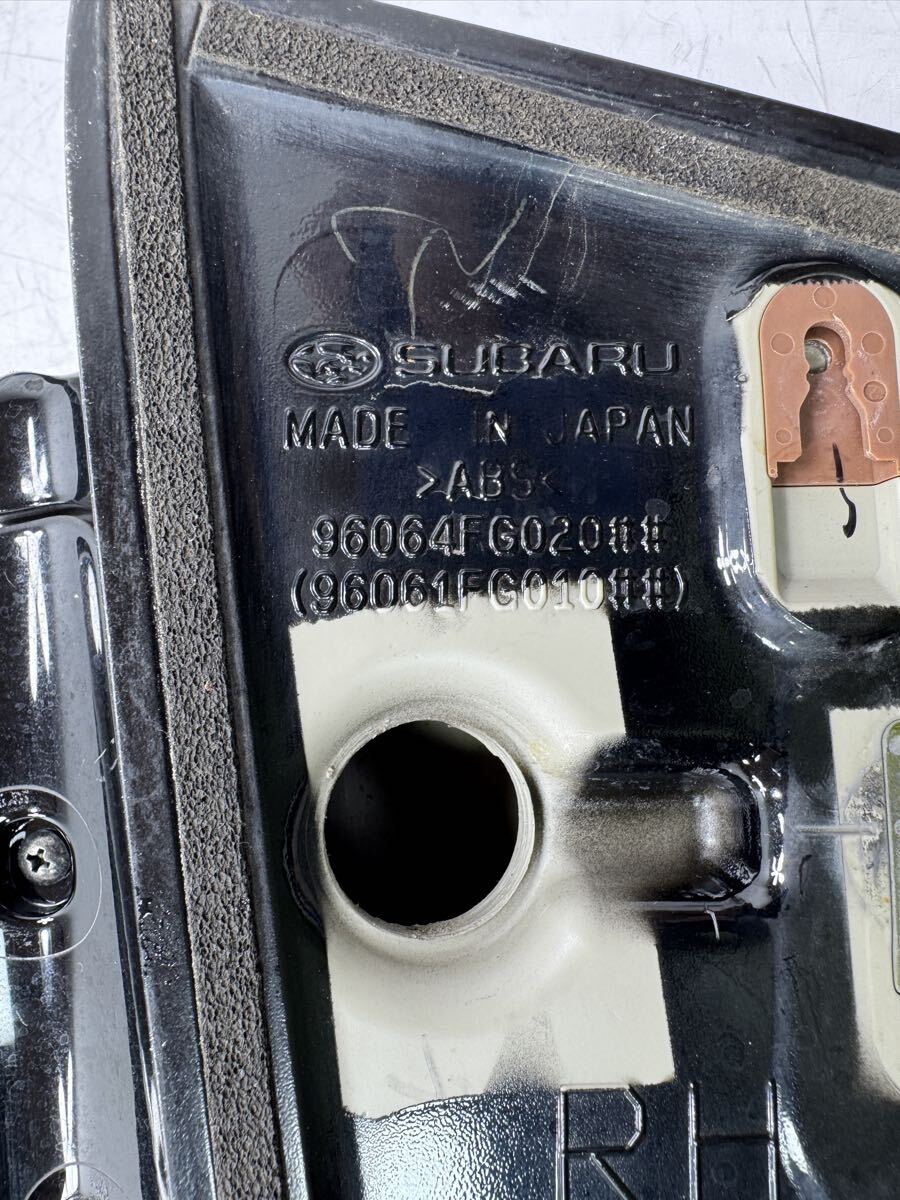 SUBARU
MADE IN JAPAN
>ABS<
96064FG020##
(96061FG010##)
RH